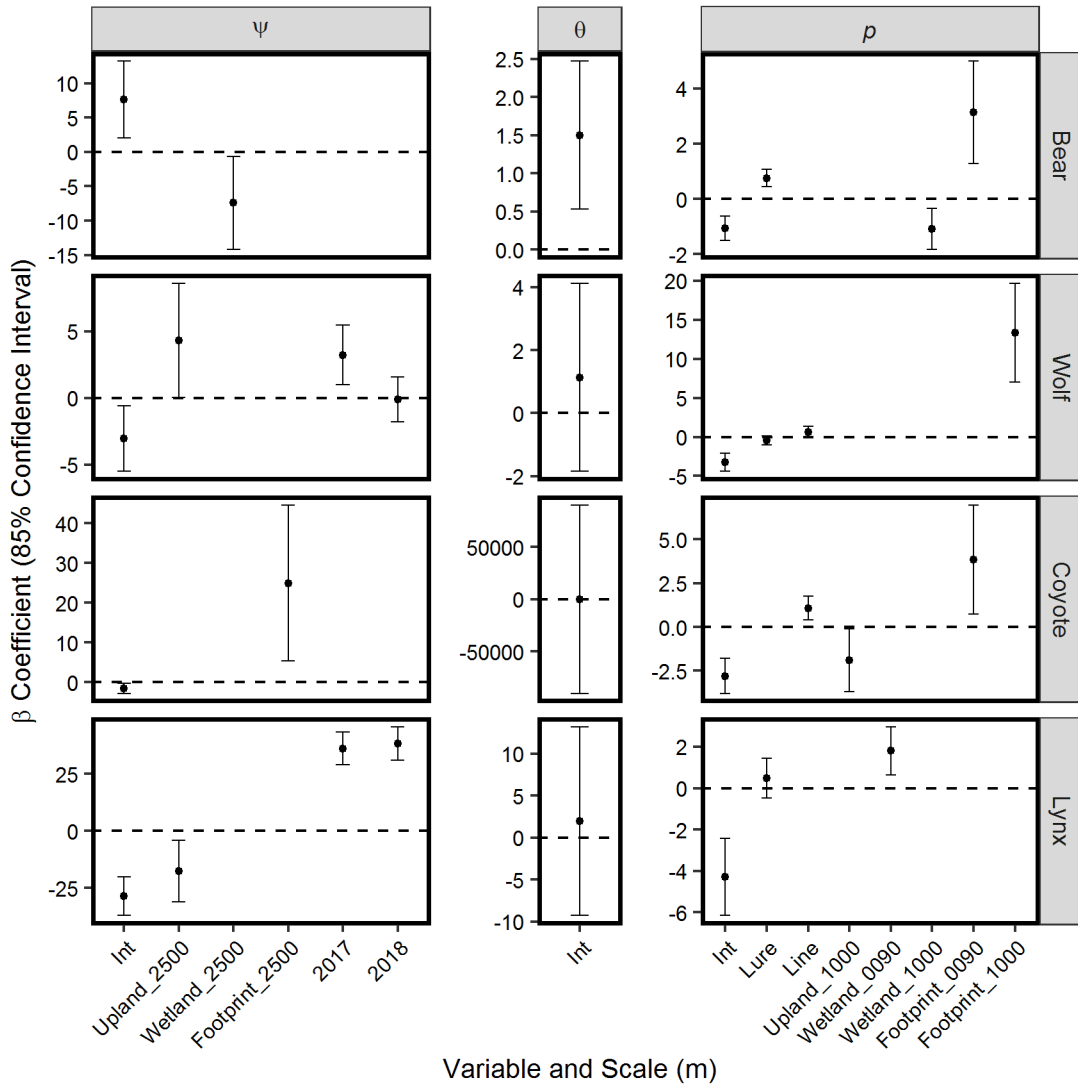 ψ θ p
10
5
0
-5
-10
-15
2.5
2.0
1.5
1.0
0.5
0.0
4
2
0
-2
Bear
5
0
-5
4
2
0
-2
20
15
10
5
0
-5
Wolf
40
30
20
10
0
50000
0
-50000
5.0
2.5
0.0
-2.5
Coyote
25
0
-25
10
5
0
-5
-10
2
0
-2
-4
-6
Lynx
β Coefficient (85% Confidence Interval)
Int
Upland_2500
Wetland_2500
Footprint_2500
2017
2018
Int
Int
Lure
Line
Upland_1000
Wetland_0090
Wetland_1000
Footprint_0090
Footprint_1000
Variable and Scale (m)